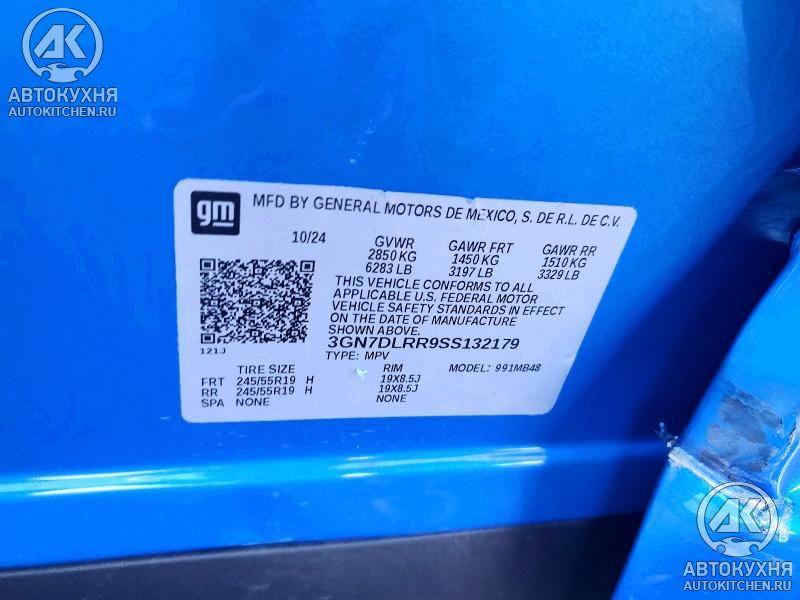 AK
АВТОКУХНЯ
AUTOKITCHEN.RU
gm
MFD BY GENERAL MOTORS DE MEXICO, S. DE R.L. DE C.V.
10/24 GVWR GAWR FRT GAWR RR
2850 KG 1450 KG 1510 KG
6283 LB 3197 LB 3329 LB
THIS VEHICLE CONFORMS TO ALL
APPLICABLE U.S. FEDERAL MOTOR
VEHICLE SAFETY STANDARDS IN EFFECT
ON THE DATE OF MANUFACTURE
SHOWN ABOVE.
121J
3GN7DLRR9SS132179
TYPE: MPV MODEL: 991MB48
TIRE SIZE RIM
FRT 245/55R19 H 19X8.5J
RR 245/55R19 H 19X8.5J
SPA NONE NONE
AK
АВТОКУХНЯ
AUTOKITCHEN.RU